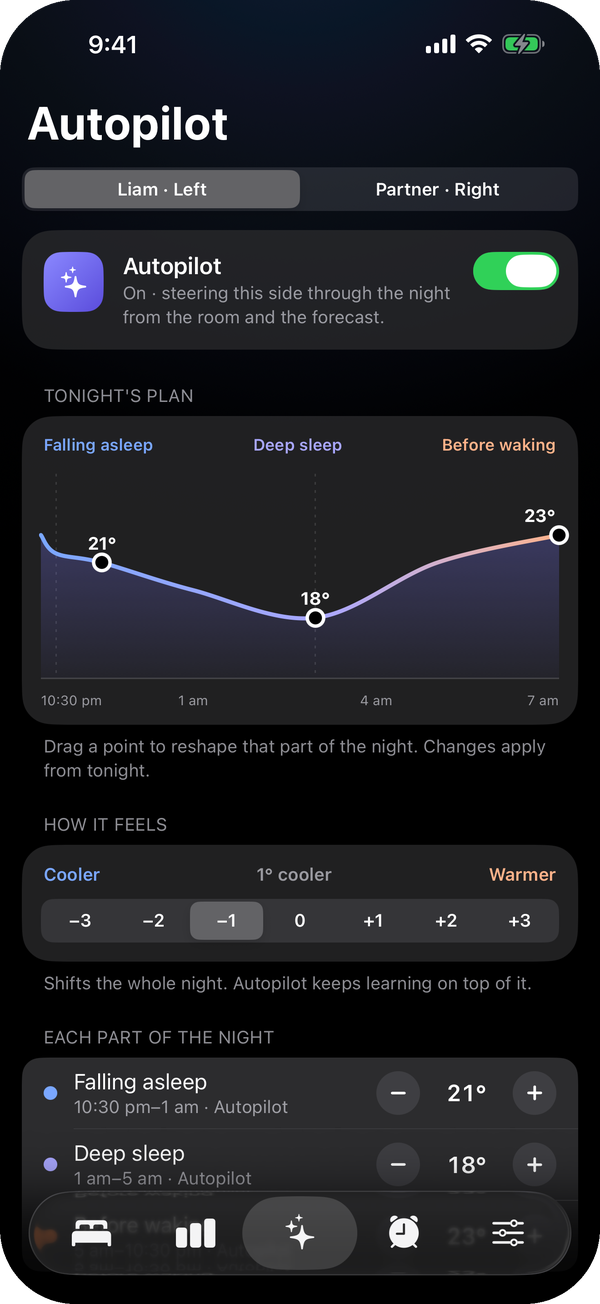 9:41
Autopilot
Liam · Left
Partner · Right
Autopilot
On · steering this side through the night
from the room and the forecast.
TONIGHT'S PLAN
Falling asleep
Deep sleep
Before waking
21°
18°
23°
10:30 pm
1 am
4 am
7 am
Drag a point to reshape that part of the night. Changes apply
from tonight.
HOW IT FEELS
Cooler
1° cooler
Warmer
−3
−2
−1
0
+1
+2
+3
Shifts the whole night. Autopilot keeps learning on top of it.
EACH PART OF THE NIGHT
Falling asleep
− 21° +
10:30 pm–1 am · Autopilot
Deep sleep
− 18° +
1 am–5 am · Autopilot
23° +